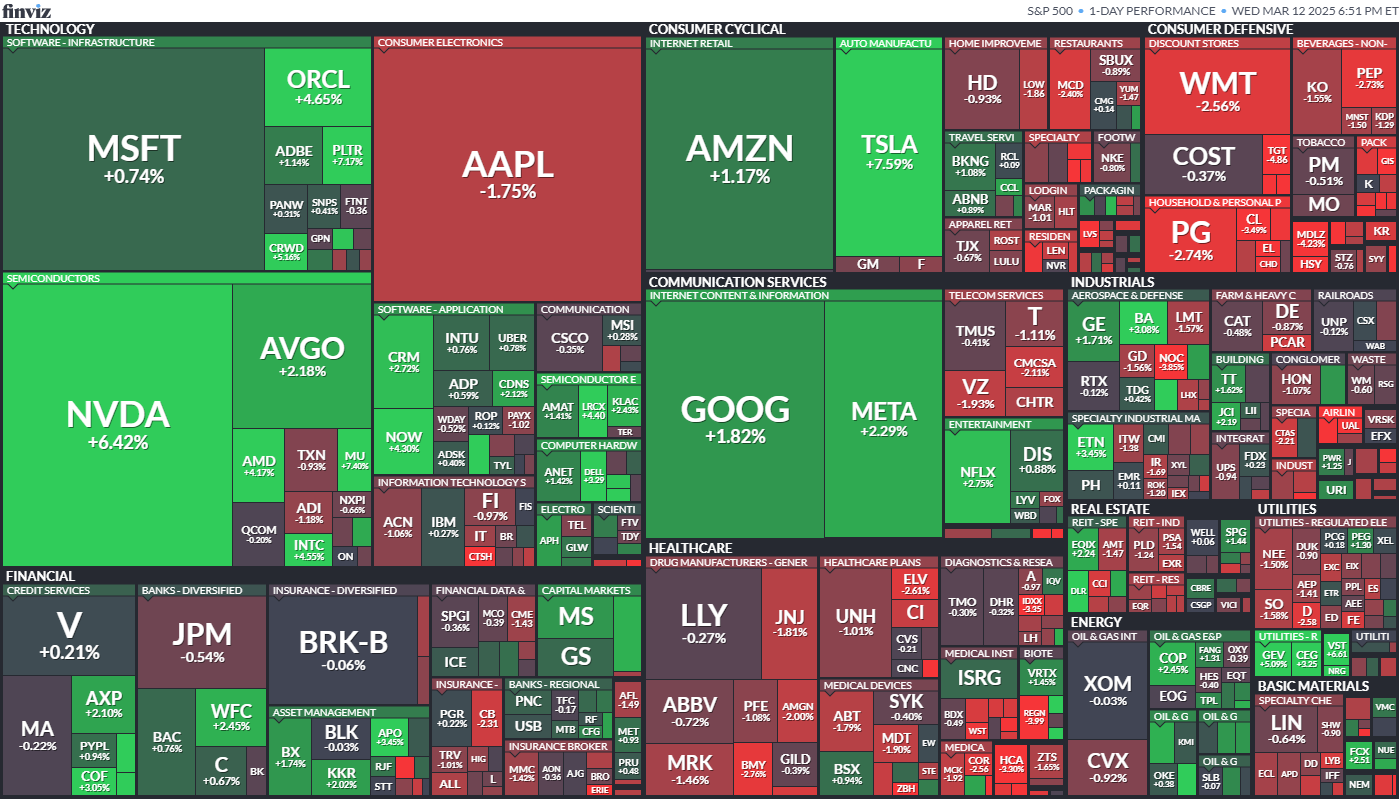 finviz
S&P 500 • 1-DAY PERFORMANCE • WED MAR 12 2025 6:51 PM ET
TECHNOLOGY
SOFTWARE - INFRASTRUCTURE
MSFT
+0.74%
ORCL
+4.65%
ADBE
+1.14%
PLTR
+7.17%
PANW
+0.31%
SNPS
+0.41%
FTNT
-0.36
CRWD
+5.16%
GPN
CONSUMER ELECTRONICS
AAPL
-1.75%
SEMICONDUCTORS
NVDA
+6.42%
AVGO
+2.18%
AMD
+4.17%
TXN
-0.93%
MU
+7.40%
QCOM
-0.20%
ADI
-1.18%
NXPI
-0.66%
INTC
+4.55%
ON
SOFTWARE - APPLICATION
CRM
+2.72%
INTU
+0.76%
UBER
+0.78%
ADP
+0.59%
CDNS
+2.12%
NOW
+4.30%
WDAY
-0.52%
ROP
+0.12%
PAYX
-1.02
ADSK
+0.40%
TYL
INFORMATION TECHNOLOGY S
ACN
-1.06%
IBM
+0.27%
FI
-0.97%
FIS
IT
BR
CTSH
COMMUNICATION
CSCO
-0.35%
MSI
+0.28%
SEMICONDUCTOR E
AMAT
+1.41%
LRCX
+4.40
KLAC
+2.43%
TER
COMPUTER HARDW
ANET
+1.42%
DELL
+3.29
ELECTRO
APH
TEL
GLW
SCIENTI
FTV
TDY
CONSUMER CYCLICAL
INTERNET RETAIL
AMZN
+1.17%
AUTO MANUFACTU
TSLA
+7.59%
GM
F
HOME IMPROVEME
HD
-0.93%
LOW
-1.86
RESTAURANTS
MCD
-2.40%
SBUX
-0.89%
CMG
+0.14
YUM
-1.47
TRAVEL SERVI
BKNG
+1.08%
RCL
+0.09
CCL
ABNB
+0.89%
SPECIALTY
FOOTW
NKE
-0.80%
LODGIN
MAR
-1.01
HLT
PACKAGIN
APPAREL RET
TJX
-0.67%
ROST
LULU
RESIDEN
LEN
NVR
LVS
CONSUMER DEFENSIVE
DISCOUNT STORES
WMT
-2.56%
COST
-0.37%
TGT
-4.86
BEVERAGES - NON-
KO
-1.55%
PEP
-2.73%
MNST
-1.50
KDP
-1.29
TOBACCO
PM
-0.51%
MO
PACK
GIS
K
HOUSEHOLD & PERSONAL P
PG
-2.74%
CL
-3.49%
EL
CHD
MDLZ
-4.23%
HSY
STZ
-0.76
KR
SYY
COMMUNICATION SERVICES
INTERNET CONTENT & INFORMATION
GOOG
+1.82%
META
+2.29%
TELECOM SERVICES
TMUS
-0.41%
T
-1.11%
VZ
-1.93%
CMCSA
-2.11%
CHTR
ENTERTAINMENT
NFLX
+2.75%
DIS
+0.88%
LYV
FOX
WBD
INDUSTRIALS
AEROSPACE & DEFENSE
GE
+1.71%
BA
+3.08%
LMT
-1.57%
RTX
-0.12%
GD
-1.56%
NOC
-3.85%
TDG
+0.42%
LHX
FARM & HEAVY C
CAT
-0.48%
DE
-0.87%
PCAR
RAILROADS
UNP
-0.12%
CSX
WAB
BUILDING
TT
+1.62%
JCI
+2.19
LII
CONGLOMER
HON
-1.07%
WASTE
WM
-0.60
RSG
SPECIALTY INDUSTRIAL MA
ETN
+3.45%
ITW
-1.38
CMI
PH
EMR
+0.11
IR
-1.69
XYL
ROK
-1.20
IEX
SPECIA
CTAS
-2.21
AIRLIN
UAL
VRSK
EFX
INTEGRAT
UPS
-0.94
FDX
+0.23
INDUST
PWR
+1.25
J
URI
HEALTHCARE
DRUG MANUFACTURERS - GENER
LLY
-0.27%
JNJ
-1.81%
ABBV
-0.72%
PFE
-1.08%
AMGN
-2.00%
MRK
-1.46%
BMY
-2.76%
GILD
-0.39%
HEALTHCARE PLANS
UNH
-1.01%
ELV
-2.61%
CI
CVS
-0.21
CNC
DIAGNOSTICS & RESEA
TMO
-0.30%
DHR
-0.32%
A
-0.97
IQV
IDXX
-3.35
LH
MEDICAL DEVICES
ABT
-1.79%
SYK
-0.40%
MDT
-1.90%
EW
BSX
+0.94%
STE
ZBH
MEDICAL INST
ISRG
BDX
-0.49
WST
BIOTE
VRTX
+1.45%
REGN
-3.99
MEDICA
MCK
-1.92
COR
-2.56
HCA
-3.30%
ZTS
-1.65%
REAL ESTATE
REIT - SPE
EQIX
+2.24
AMT
-1.47
DLR
CCI
REIT - IND
PLD
-1.24
PSA
-1.54
EXR
REIT - RES
EQR
WELL
+0.06
SPG
+1.44
CBRE
CSGP
VICI
UTILITIES
UTILITIES - REGULATED ELE
NEE
-1.50%
DUK
-0.90
PCG
+0.18
PEG
+1.30
XEL
SO
-1.58%
AEP
-1.41
EXC
EIX
D
-2.58
ETR
PPL
ES
AEE
ED
FE
UTILITIES - R
GEV
+5.09%
CEG
+3.25
VST
+6.61
NRG
UTILITI
ENERGY
OIL & GAS INT
XOM
-0.03%
CVX
-0.92%
OIL & GAS E&P
COP
+2.45%
FANG
+1.31
OXY
-0.39
EOG
HES
-0.40
EQT
TPL
OIL & G
KMI
OKE
+0.38
OIL & G
OIL & G
SLB
-0.07
BASIC MATERIALS
SPECIALTY CHE
LIN
-0.64%
SHW
-0.90
ECL
APD
DD
LYB
IFF
VMC
FCX
+2.51
NUE
NEM
FINANCIAL
CREDIT SERVICES
V
+0.21%
MA
-0.22%
AXP
+2.10%
PYPL
+0.94%
COF
+3.05%
BANKS - DIVERSIFIED
JPM
-0.54%
BAC
+0.76%
WFC
+2.45%
C
+0.67%
BK
INSURANCE - DIVERSIFIED
BRK-B
-0.06%
ASSET MANAGEMENT
BX
+1.74%
BLK
-0.03%
APO
+3.45%
KKR
+2.02%
RJF
STT
FINANCIAL DATA &
SPGI
-0.36%
MCO
-0.39
CME
-1.43
ICE
CAPITAL MARKETS
MS
GS
INSURANCE -
PGR
+0.22%
CB
-2.31
TRV
-1.01%
HIG
ALL
L
BANKS - REGIONAL
PNC
TFC
-0.17
USB
MTB
RF
CFG
INSURANCE BROKER
MMC
-1.42%
AON
-0.36
AJG
BRO
ERIE
AFL
-1.49
MET
+0.93
PRU
+0.48